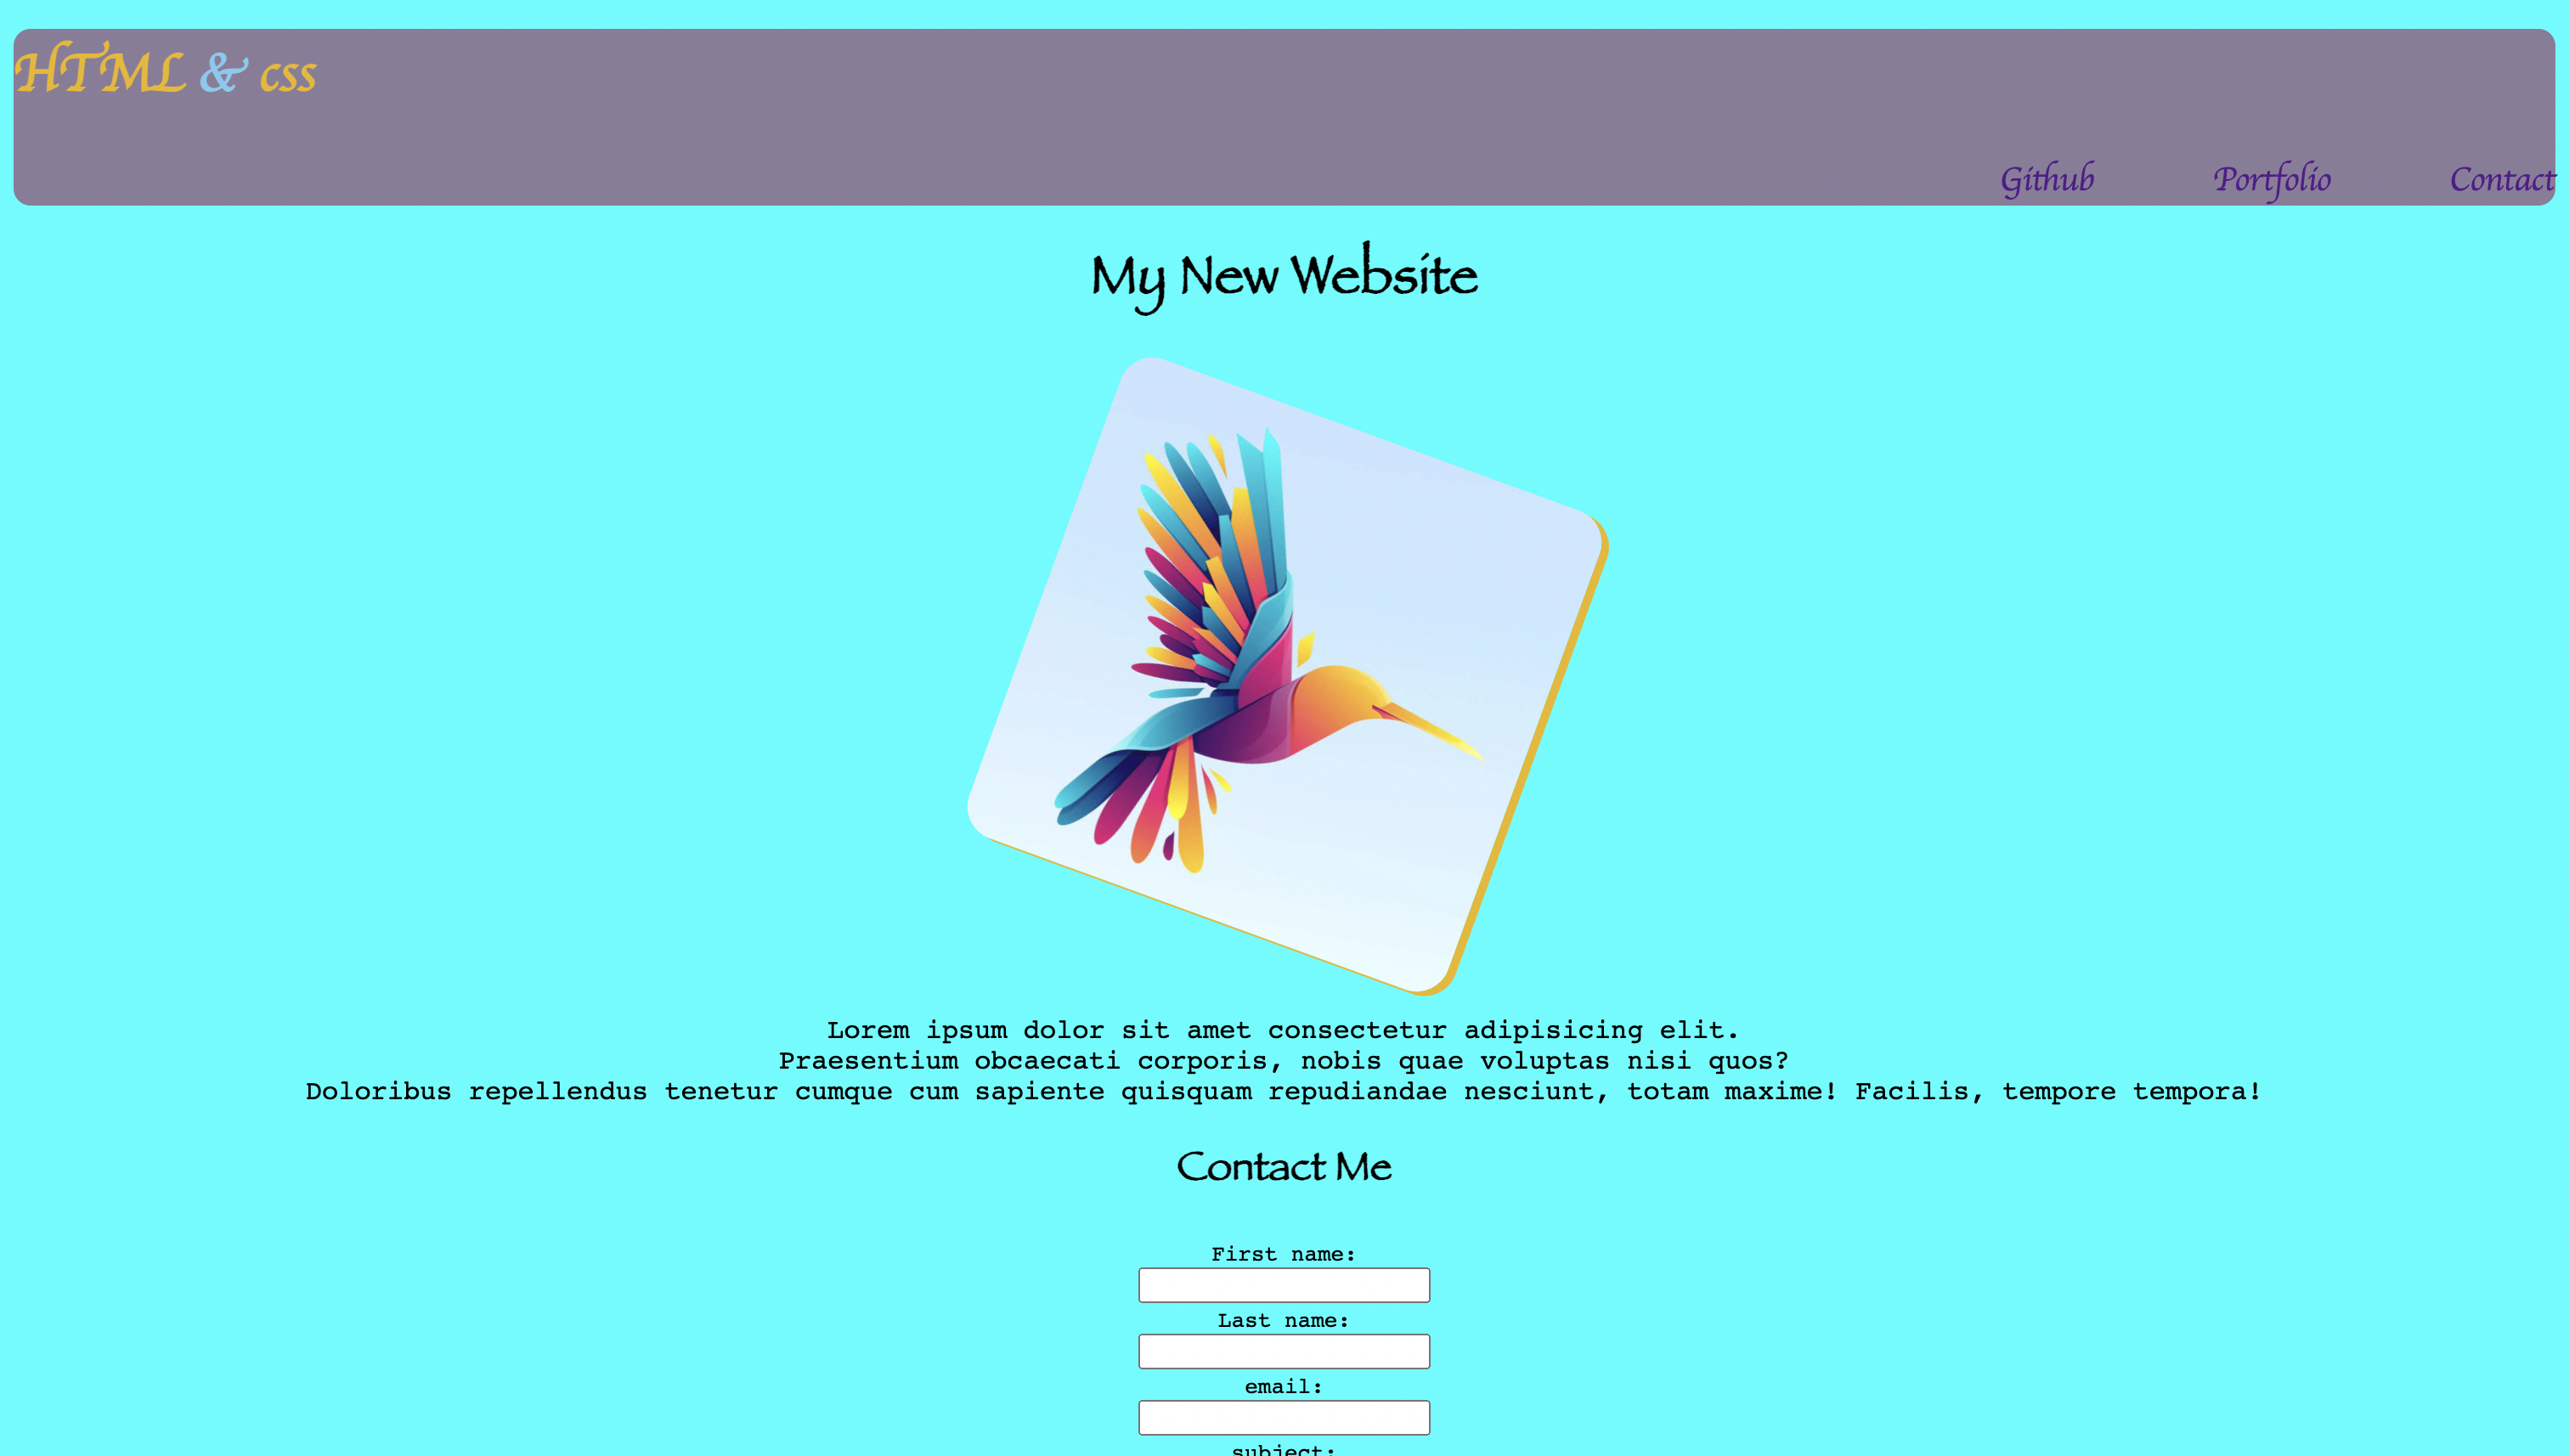 HTML & css
Github Portfolio Contact
My New Website
Lorem ipsum dolor sit amet consectetur adipisicing elit.
Praesentium obcaecati corporis, nobis quae voluptas nisi quos?
Doloribus repellendus tenetur cumque cum sapiente quisquam repudiandae nesciunt, totam maxime! Facilis, tempore tempora!
Contact Me
First name:
Last name:
email:
subject: